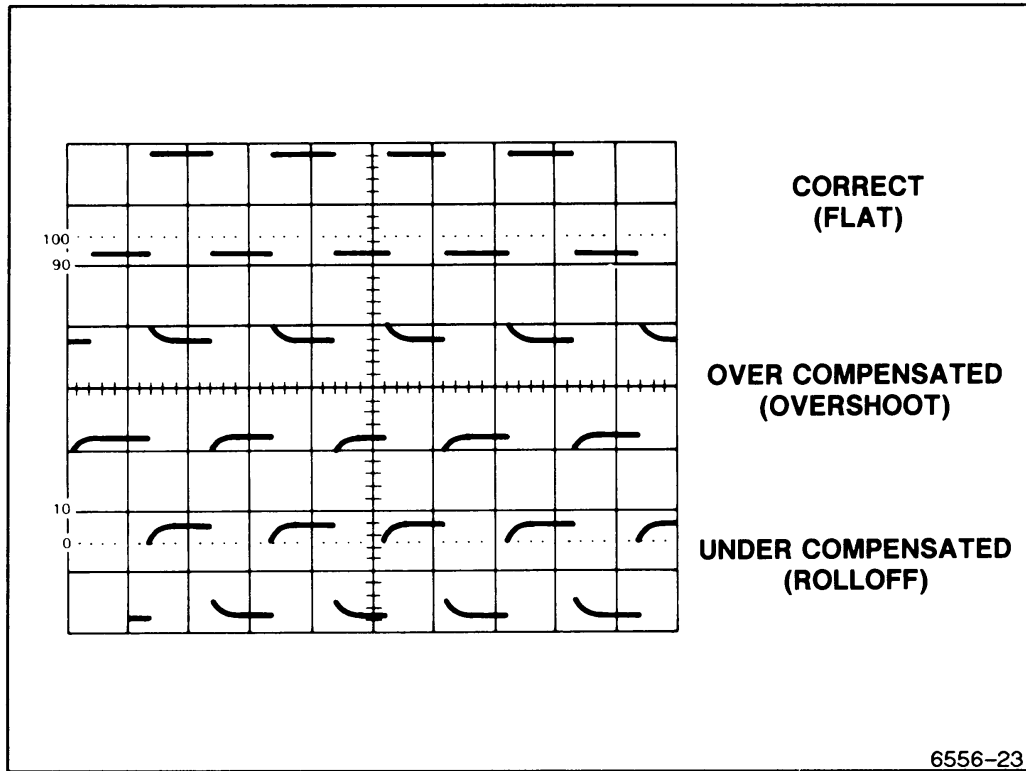 CORRECT
(FLAT)
100
90
OVER COMPENSATED
(OVERSHOOT)
10
0
UNDER COMPENSATED
(ROLLOFF)
6556-23